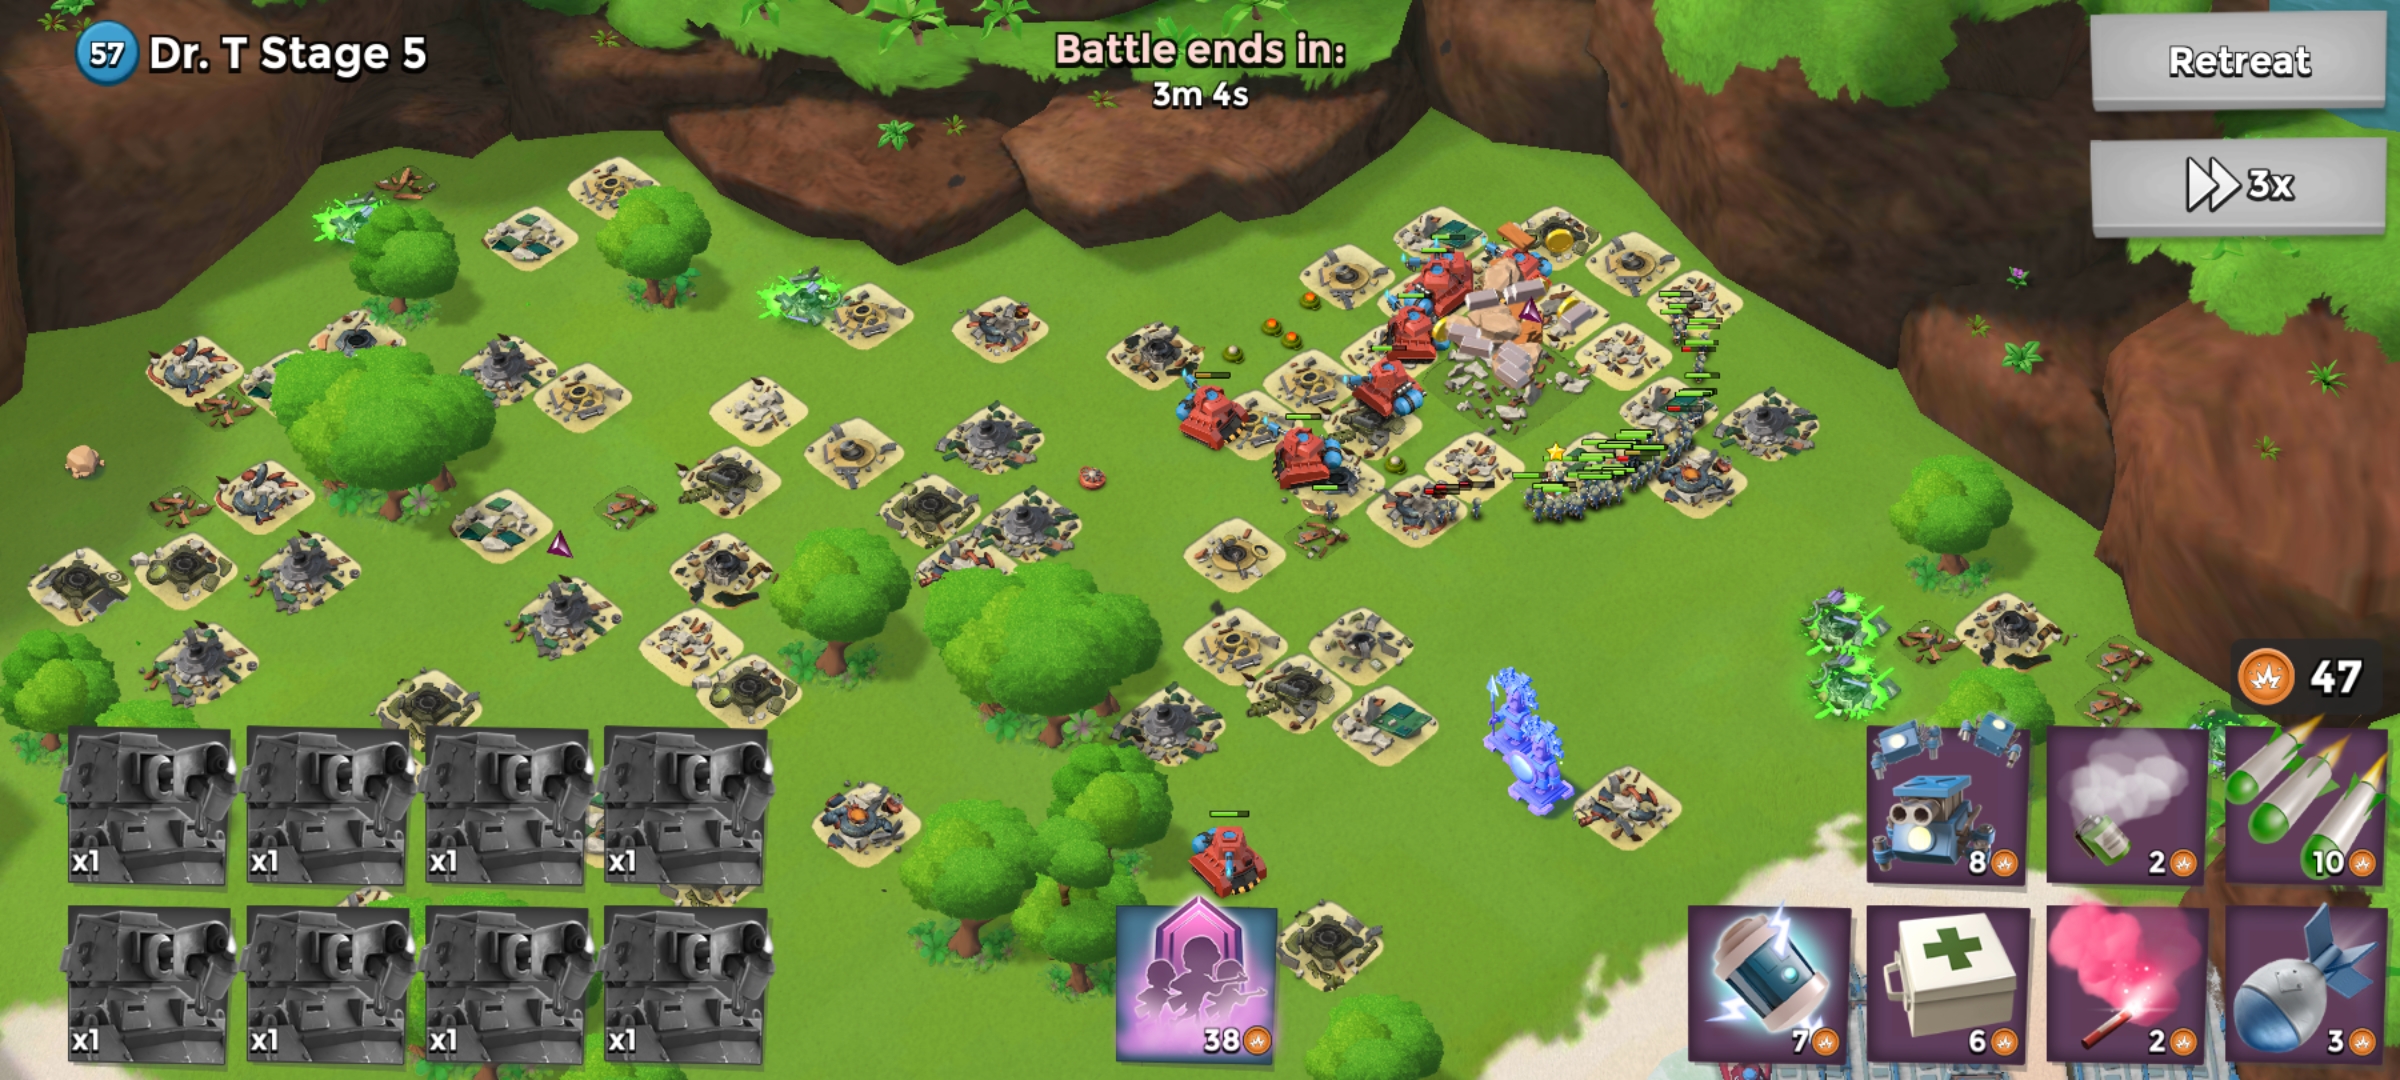 57 Dr. T Stage 5
Battle ends in:
3m 4s
Retreat
3x
47
x1 x1 x1 x1
8 2 10
x1 x1 x1 x1
38
7 6 2 3